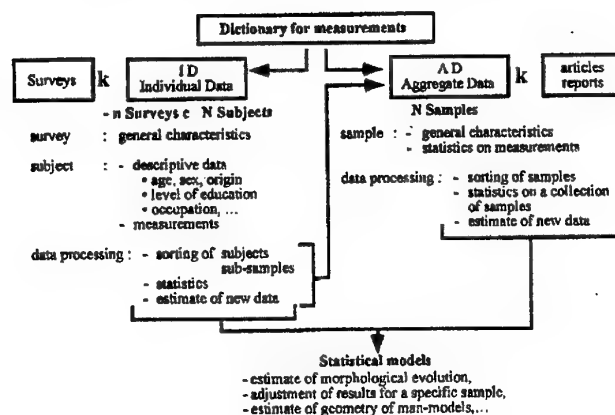 Dictionary for measurements
Surveys k
I D
Individual Data
A D
Aggregate Data
k
articles
reports
- n Surveys c N Subjects
survey : general characteristics
subject : - descriptive data
• age, sex, origin
• level of education
• occupation, ...
- measurements
data processing : - sorting of subjects
sub-samples
- statistics
- estimate of new data
N Samples
sample : - general characteristics
- statistics on measurements
data processing : - sorting of samples
- statistics on a collection
of samples
- estimate of new data
Statistical models
- estimate of morphological evolution,
- adjustment of results for a specific sample,
- estimate of geometry of man-models,...